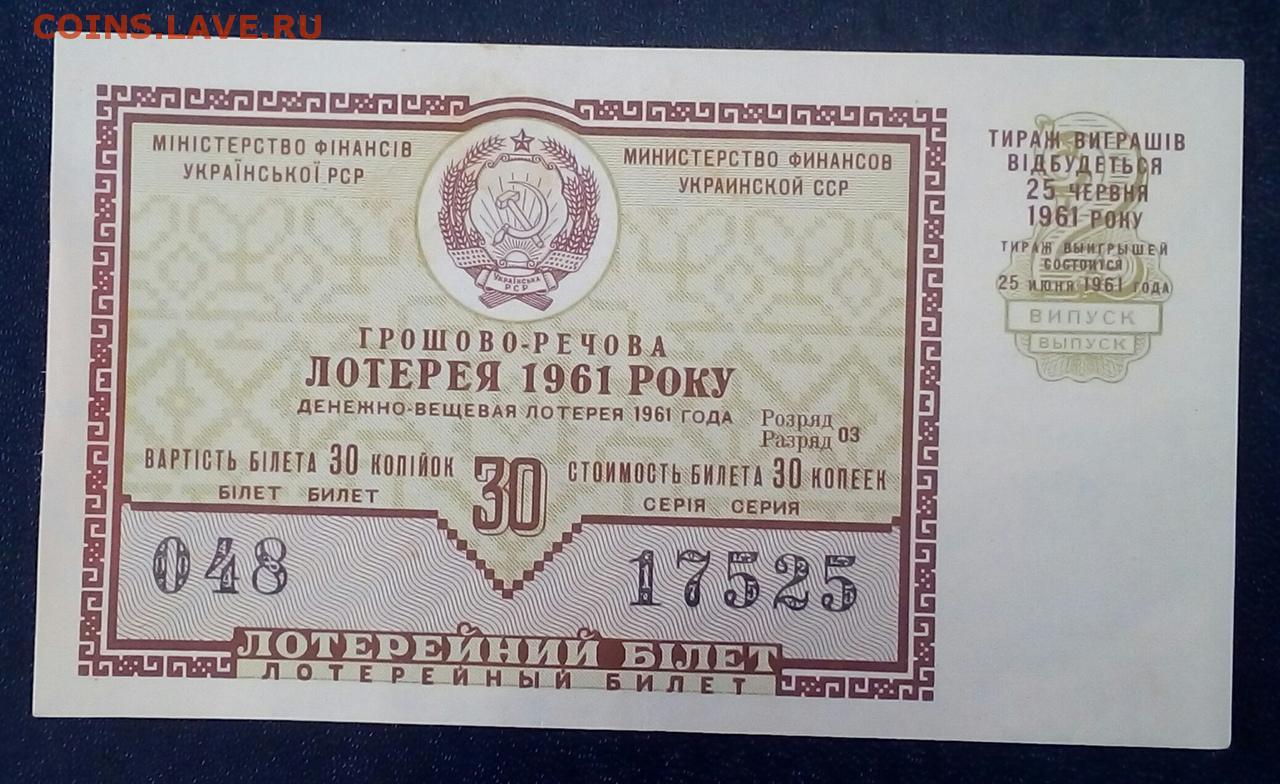 COINS.LAVE.RU
МІНІСТЕРСТВО ФІНАНСІВ
УКРАЇНСЬКОЇ РСР
МИНИСТЕРСТВО ФИНАНСОВ
УКРАИНСКОЙ ССР
УКРАЇНСЬКА
РСР
ГРОШОВО-РЕЧОВА
ЛОТЕРЕЯ 1961 РОКУ
ДЕНЕЖНО-ВЕЩЕВАЯ ЛОТЕРЕЯ 1961 ГОДА
Розряд
Разряд 03
ВАРТІСТЬ БІЛЕТА 30 КОПІЙОК
30
СТОИМОСТЬ БИЛЕТА 30 КОПЕЕК
БІЛЕТ БИЛЕТ
СЕРІЯ СЕРИЯ
048
17525
ЛОТЕРЕЙНИЙ БІЛЕТ
ЛОТЕРЕЙНЫЙ БИЛЕТ
ТИРАЖ ВИГРАШІВ
ВІДБУДЕТЬСЯ
25 ЧЕРВНЯ
1961 РОКУ
ТИРАЖ ВЫИГРЫШЕЙ
СОСТОИТСЯ
25 ИЮНЯ 1961 ГОДА
ВИПУСК
ВЫПУСК